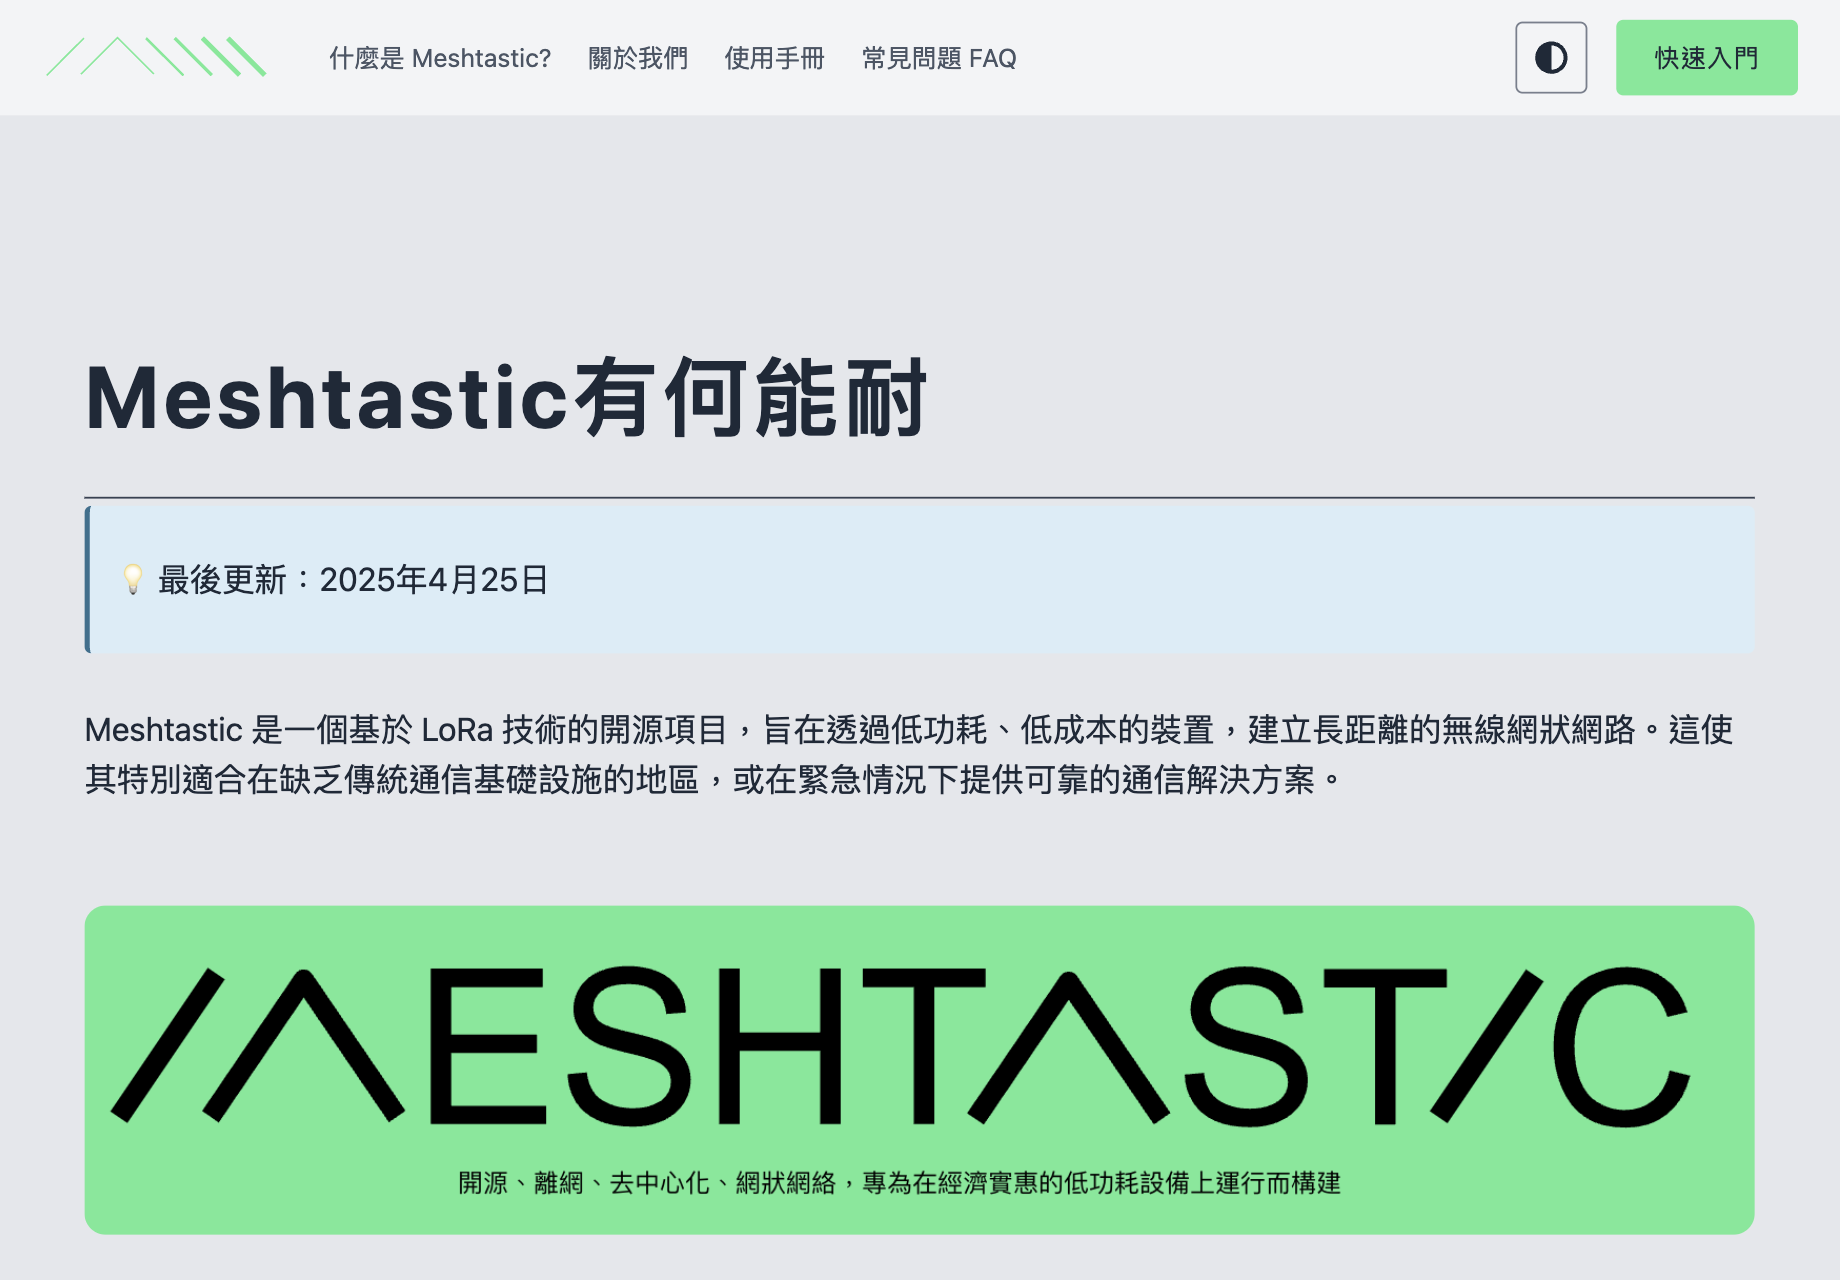 什麼是 Meshtastic?
關於我們
使用手冊
常見問題 FAQ
快速入門
Meshtastic有何能耐
💡 最後更新：2025年4月25日
Meshtastic 是一個基於 LoRa 技術的開源項目，旨在透過低功耗、低成本的裝置，建立長距離的無線網狀網路。這使
其特別適合在缺乏傳統通信基礎設施的地區，或在緊急情況下提供可靠的通信解決方案。
MESHTASTIC
開源、離網、去中心化、網狀網絡，專為在經濟實惠的低功耗設備上運行而構建